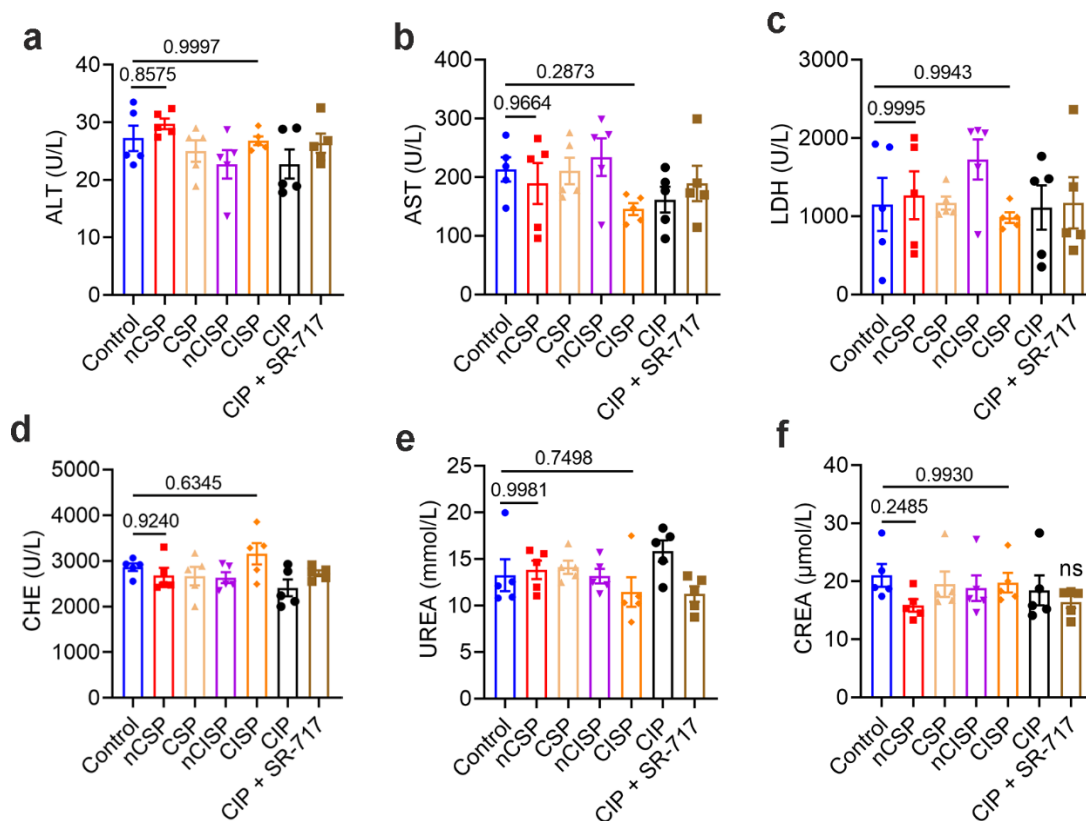 a
0.9997
0.8575
ALT (U/L)
40
30
20
10
0
Control
nCSP
CSP
nCISP
CISP
CIP
CIP + SR-717
b
0.2873
0.9664
AST (U/L)
400
300
200
100
0
Control
nCSP
CSP
nCISP
CISP
CIP
CIP + SR-717
c
0.9943
0.9995
LDH (U/L)
3000
2000
1000
0
Control
nCSP
CSP
nCISP
CISP
CIP
CIP + SR-717
d
0.6345
0.9240
CHE (U/L)
5000
4000
3000
2000
1000
0
Control
nCSP
CSP
nCISP
CISP
CIP
CIP + SR-717
e
0.7498
0.9981
UREA (mmol/L)
25
20
15
10
5
0
Control
nCSP
CSP
nCISP
CISP
CIP
CIP + SR-717
f
0.9930
0.2485
ns
CREA (μmol/L)
40
30
20
10
0
Control
nCSP
CSP
nCISP
CISP
CIP
CIP + SR-717